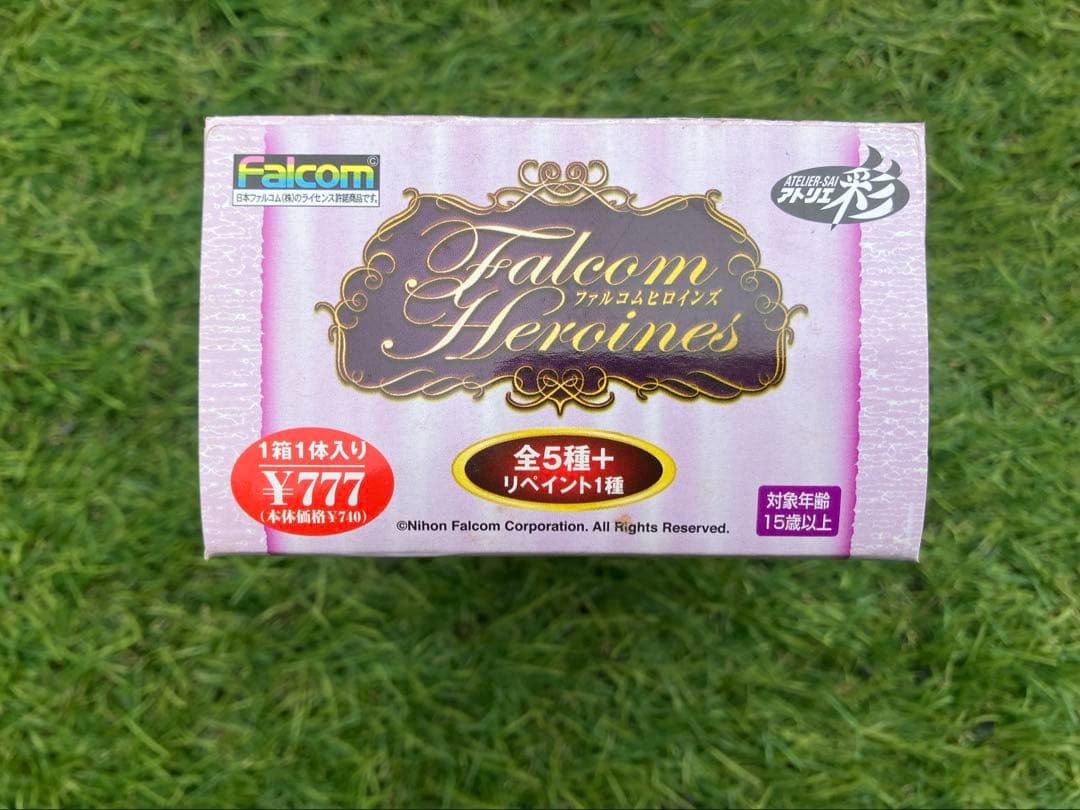 Falcom
©
日本ファルコム(株)のライセンス許諾商品です。
ATELIER-SAI
アトリエ彩
Falcom
ファルコムヒロインズ
Heroines
1箱1体入り
¥777
(本体価格¥740)
全5種+
リペイント1種
©Nihon Falcom Corporation. All Rights Reserved.
対象年齢
15歳以上